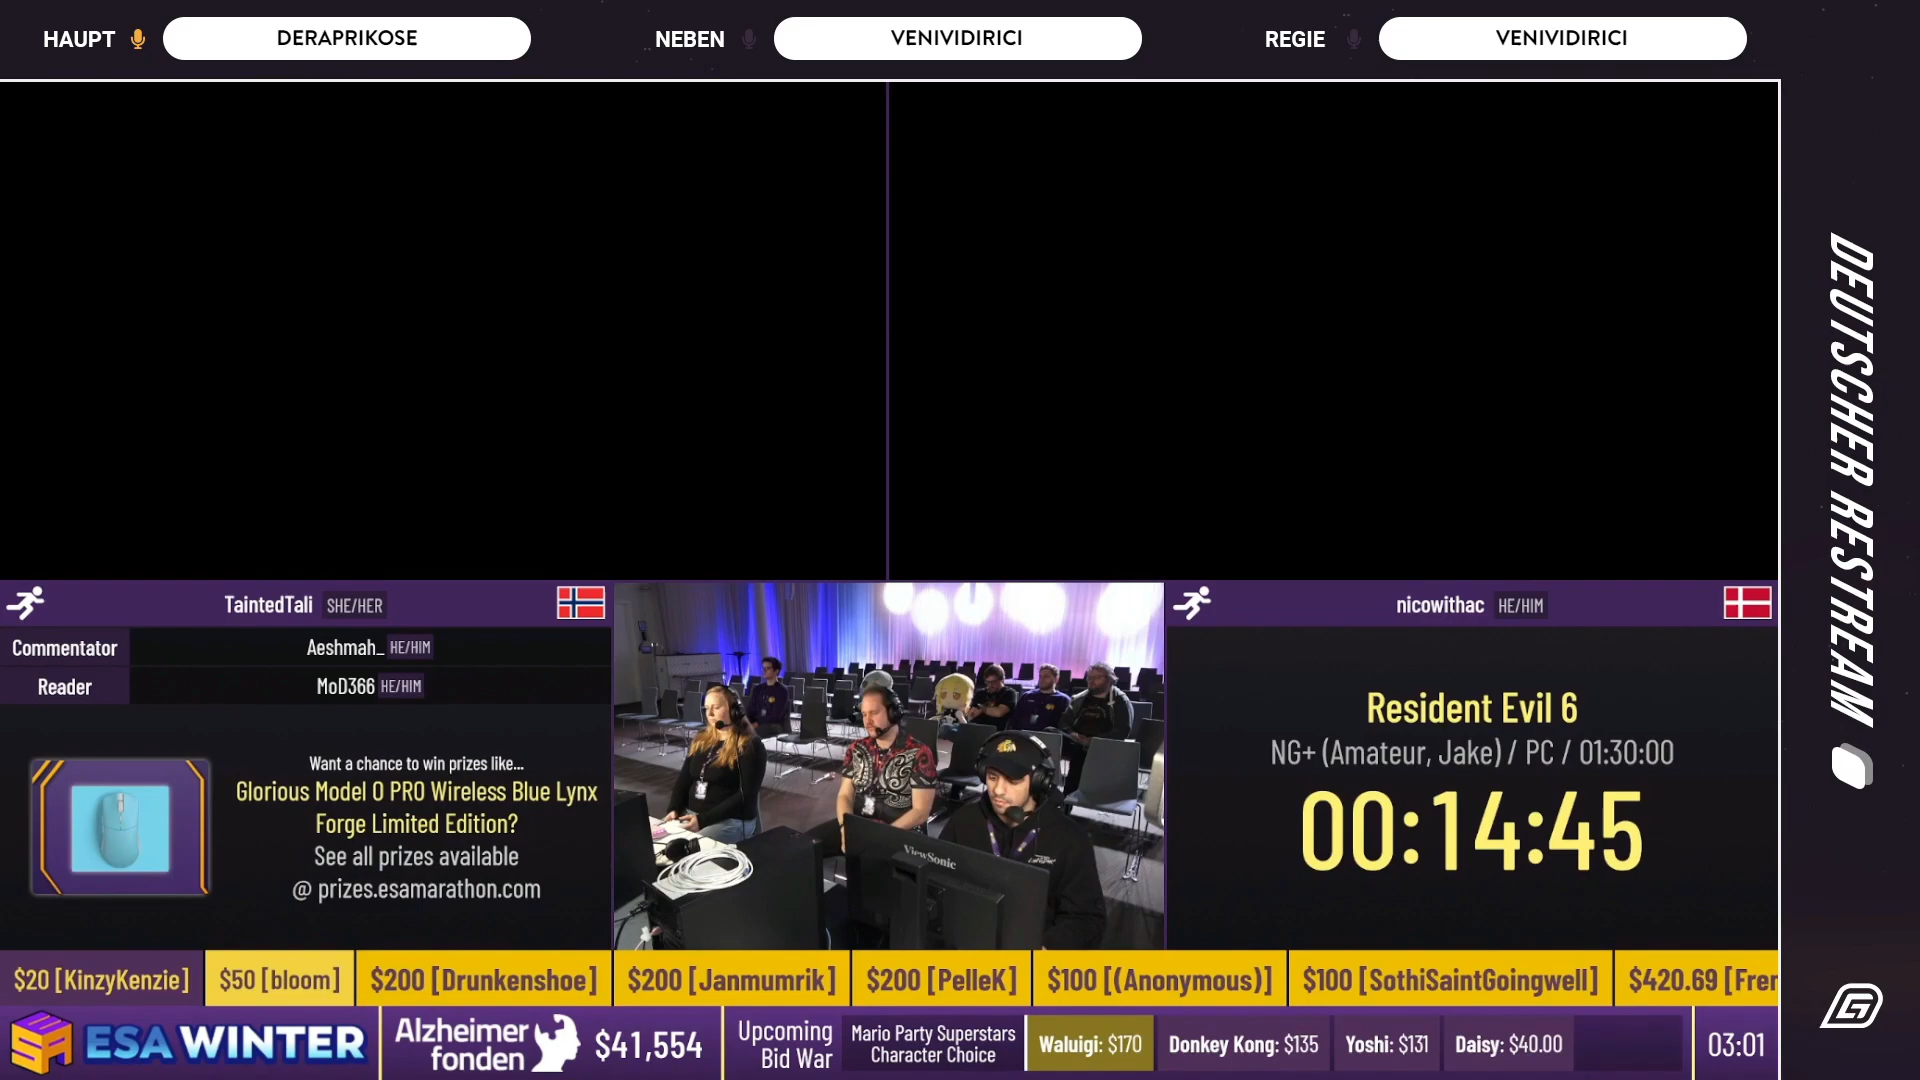 HAUPT
DERAPRIKOSE
NEBEN
VENIVIDIRICI
REGIE
VENIVIDIRICI
DEUTSCHER RESTREAM
TaintedTali SHE/HER
Commentator
Aeshmah_ HE/HIM
Reader
MoD366 HE/HIM
Want a chance to win prizes like...
Glorious Model O PRO Wireless Blue Lynx
Forge Limited Edition?
See all prizes available
@ prizes.esamarathon.com
ViewSonic
nicowithac HE/HIM
Resident Evil 6
NG+ (Amateur, Jake) / PC / 01:30:00
00:14:45
$20 [KinzyKenzie]
$50 [bloom]
$200 [Drunkenshoe]
$200 [Janmumrik]
$200 [PelleK]
$100 [(Anonymous)]
$100 [SothiSaintGoingwell]
$420.69 [Fren
ESA WINTER
Alzheimer
fonden
$41,554
Upcoming
Bid War
Mario Party Superstars
Character Choice
Waluigi: $170
Donkey Kong: $135
Yoshi: $131
Daisy: $40.00
03:01